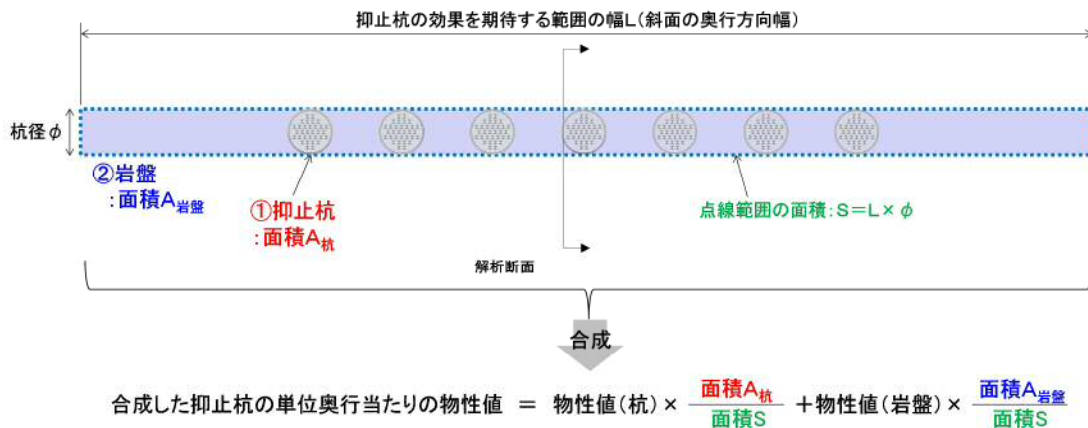 抑止杭の効果を期待する範囲の幅L(斜面の奥行方向幅)
杭径φ
②岩盤
:面積A岩盤
①抑止杭
:面積A杭
点線範囲の面積:S=L×φ
解析断面
合成
合成した抑止杭の単位奥行当たりの物性値 = 物性値(杭)× 面積A杭/面積S +物性値(岩盤)× 面積A岩盤/面積S